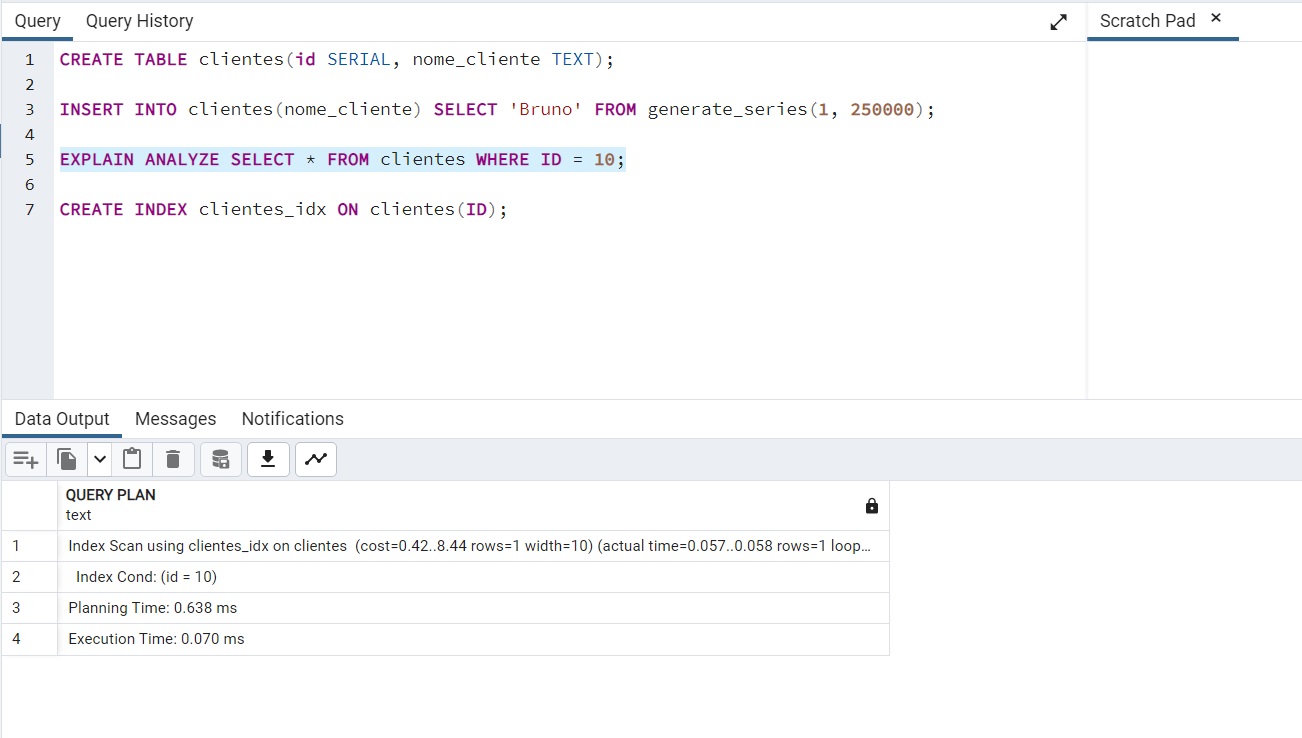 Query Query History
Scratch Pad ×
1 CREATE TABLE clientes(id SERIAL, nome_cliente TEXT);
2
3 INSERT INTO clientes(nome_cliente) SELECT 'Bruno' FROM generate_series(1, 250000);
4
5 EXPLAIN ANALYZE SELECT * FROM clientes WHERE ID = 10;
6
7 CREATE INDEX clientes_idx ON clientes(ID);
Data Output Messages Notifications
QUERY PLAN
text
1 Index Scan using clientes_idx on clientes (cost=0.42..8.44 rows=1 width=10) (actual time=0.057..0.058 rows=1 loop...
2 Index Cond: (id = 10)
3 Planning Time: 0.638 ms
4 Execution Time: 0.070 ms